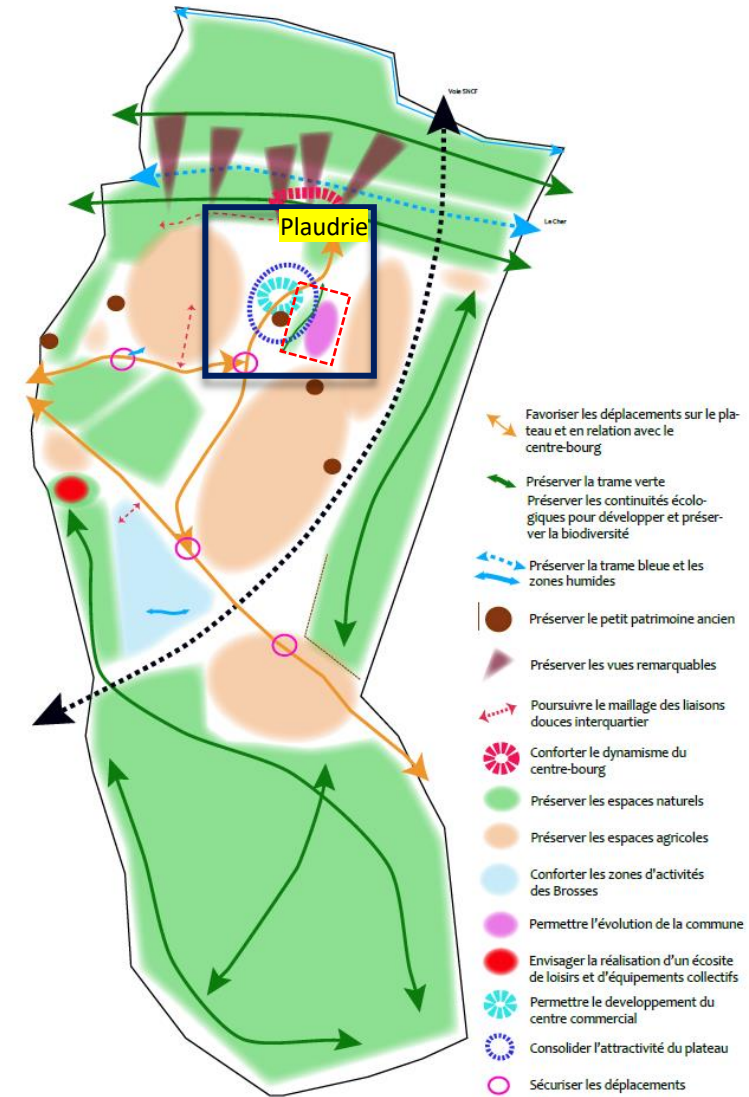 Voie SNCF
Le Cher
Plaudrie
Favoriser les déplacements sur le pla-
teau et en relation avec le
centre-bourg
Préserver la trame verte
Préserver les continuités écolo-
giques pour développer et préser-
ver la biodiversité
Préserver la trame bleue et les
zones humides
Préserver le petit patrimoine ancien
Préserver les vues remarquables
Poursuivre le maillage des liaisons
douces interquartier
Conforter le dynamisme du
centre-bourg
Préserver les espaces naturels
Préserver les espaces agricoles
Conforter les zones d'activités
des Brosses
Permettre l'évolution de la commune
Envisager la réalisation d'un écosite
de loisirs et d'équipements collectifs
Permettre le developpement du
centre commercial
Consolider l'attractivité du plateau
Sécuriser les déplacements